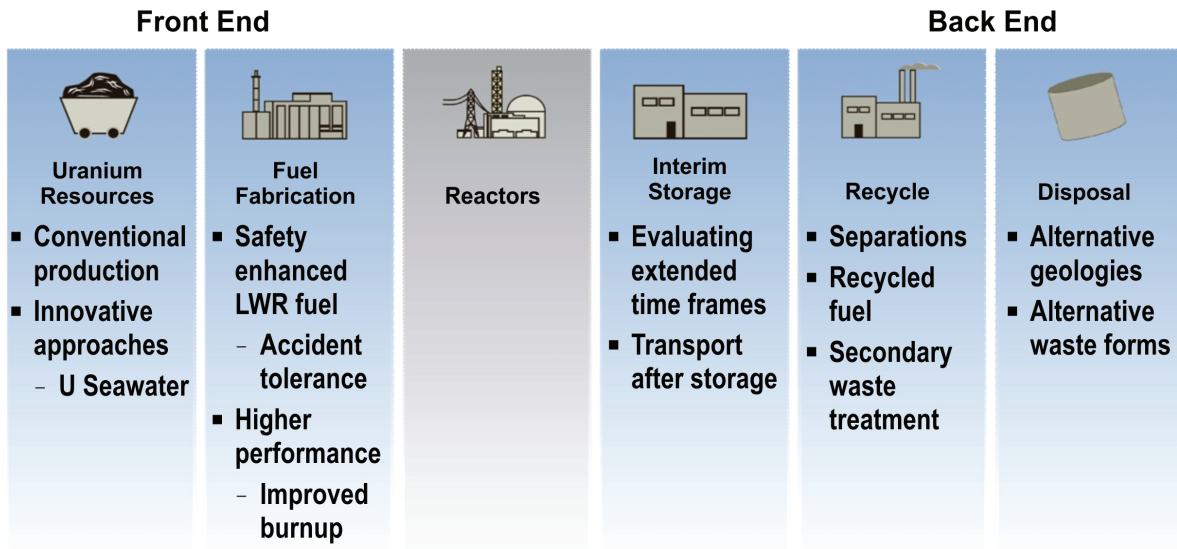 Front End
Back End
Uranium
Resources
▪ Conventional
production
▪ Innovative
approaches
– U Seawater
Fuel
Fabrication
▪ Safety
enhanced
LWR fuel
– Accident
tolerance
▪ Higher
performance
– Improved
burnup
Reactors
Interim
Storage
▪ Evaluating
extended
time frames
▪ Transport
after storage
Recycle
▪ Separations
▪ Recycled
fuel
▪ Secondary
waste
treatment
Disposal
▪ Alternative
geologies
▪ Alternative
waste forms